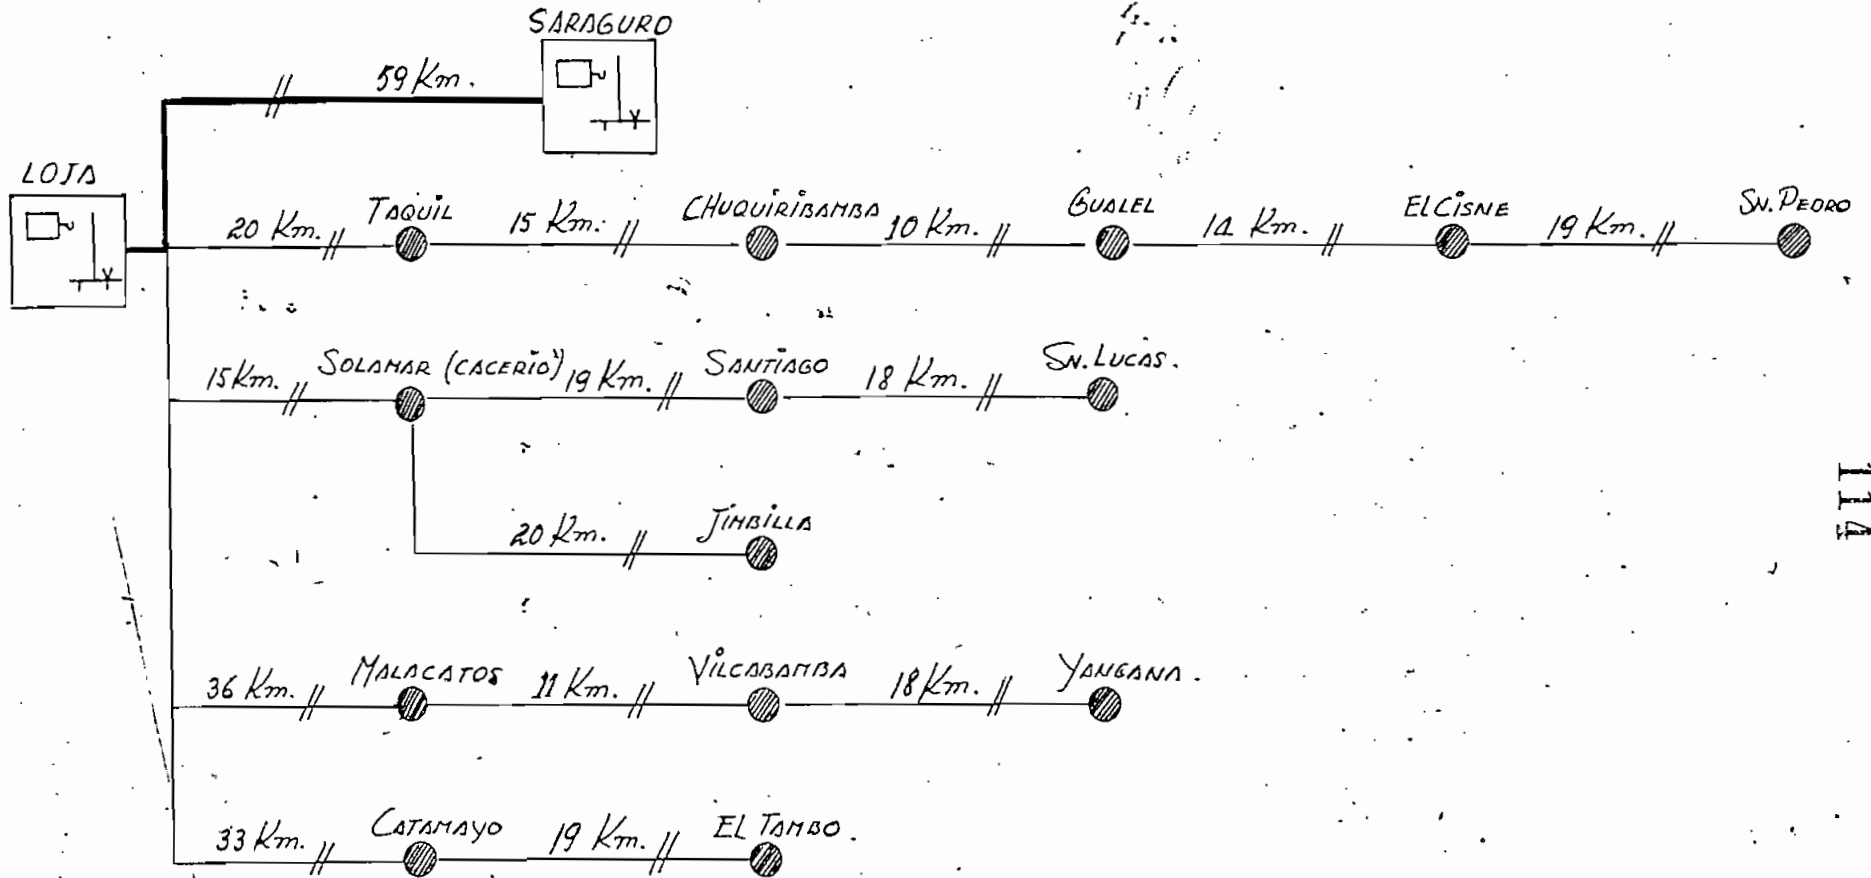 SARAGURO
59 Km.
LOJA
20 Km. TAQUIL 15 Km. CHUQUIRIBAMBA 10 Km. GUALEL 14 Km. EL CISNE 19 Km. SN. PEDRO
15 Km. SOLAMAR (CACERIO) 19 Km. SANTIAGO 18 Km. SN. LUCAS.
114
20 Km. JIMBILLA
36 Km. MALACATOS 11 Km. VILCABAMBA 18 Km. YANGANA.
33 Km. CATAMAYO 19 Km. EL TAMBO.